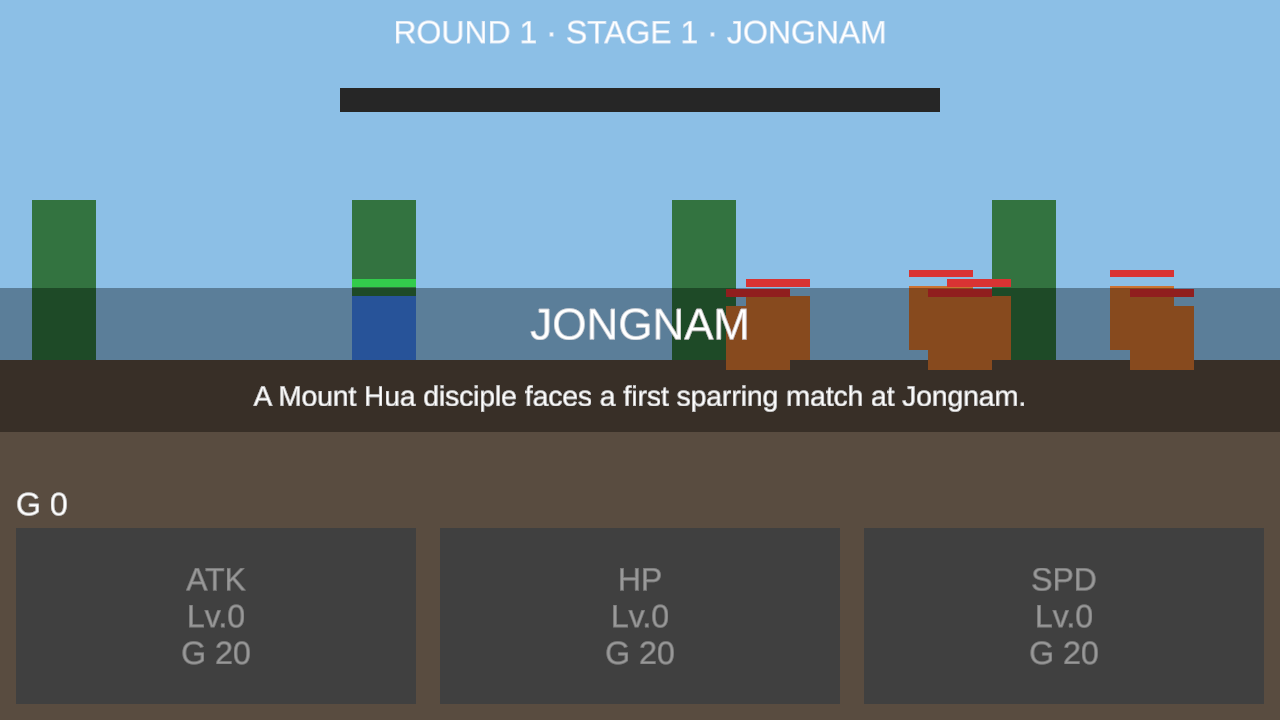 ROUND 1 · STAGE 1 · JONGNAM
JONGNAM
A Mount Hua disciple faces a first sparring match at Jongnam.
G 0
ATK
Lv.0
G 20
HP
Lv.0
G 20
SPD
Lv.0
G 20